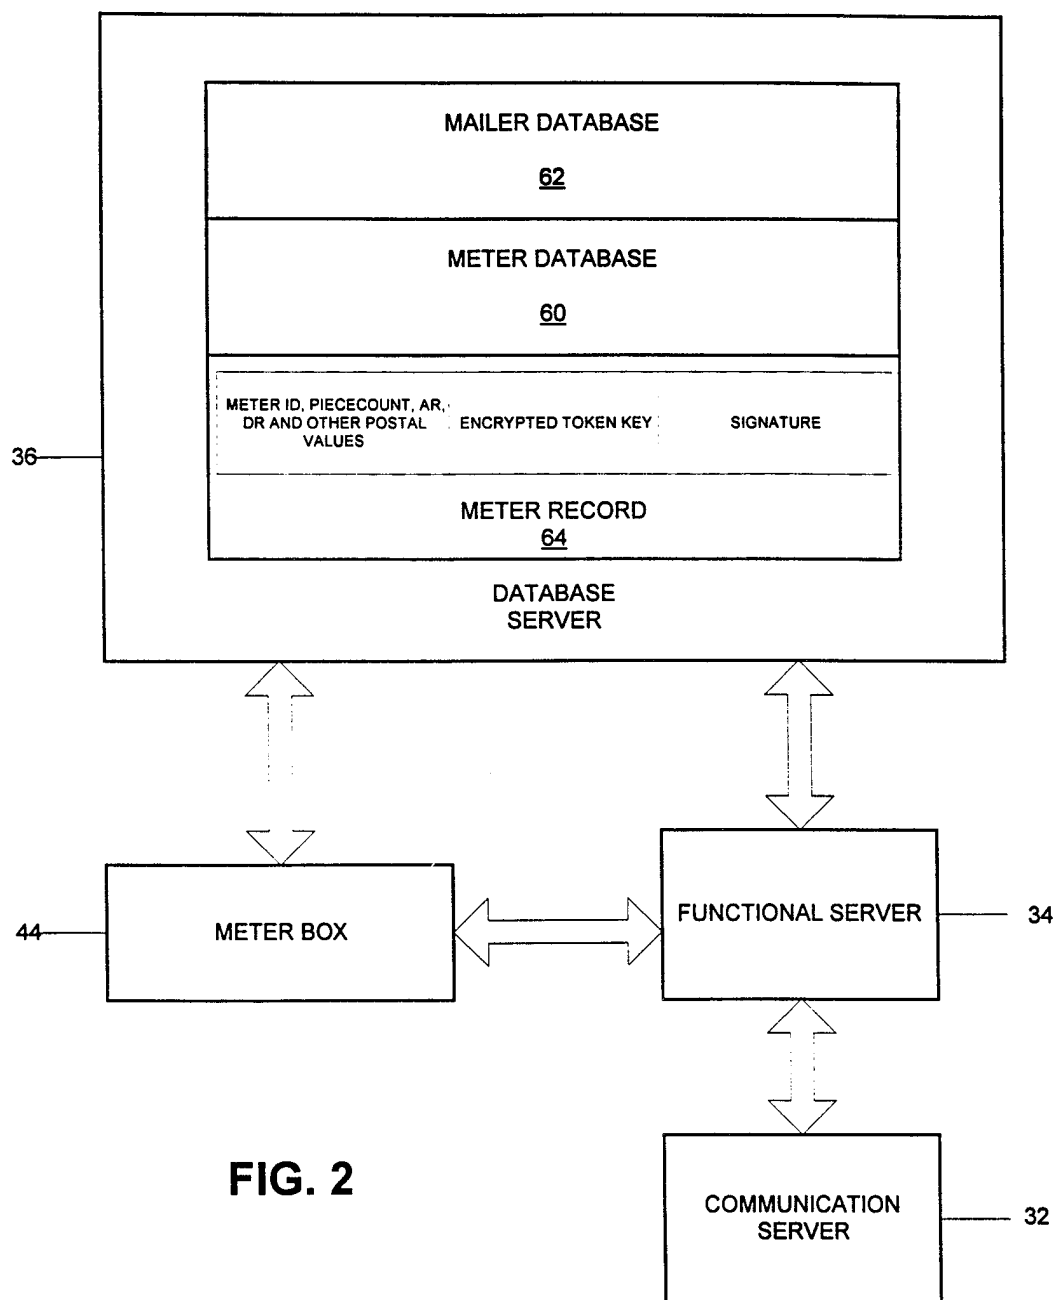 MAILER DATABASE
62
METER DATABASE
60
METER ID, PIECECOUNT, AR,
DR AND OTHER POSTAL
VALUES
ENCRYPTED TOKEN KEY
SIGNATURE
36
METER RECORD
64
DATABASE
SERVER
44
METER BOX
FUNCTIONAL SERVER
34
FIG. 2
COMMUNICATION
SERVER
32